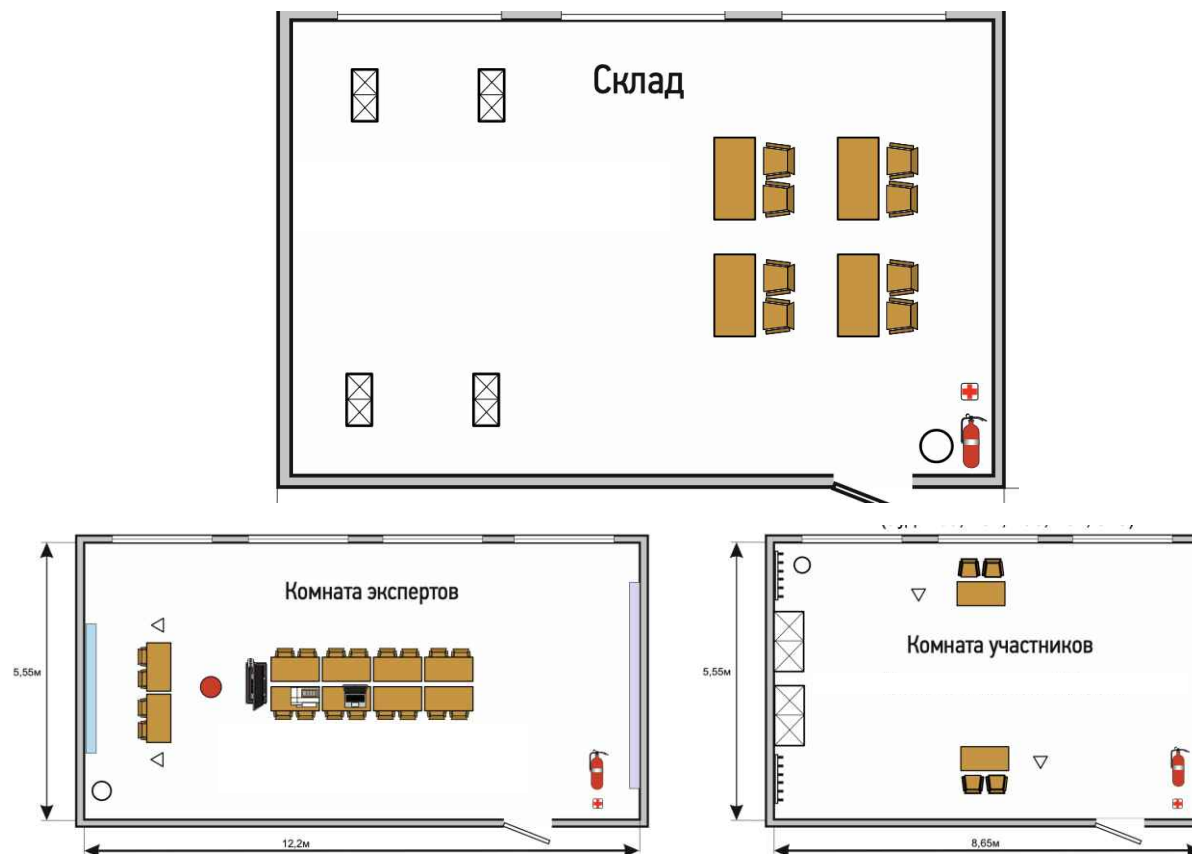 Склад
Комната экспертов
5,55м
12,2м
Комната участников
5,55м
8,65м